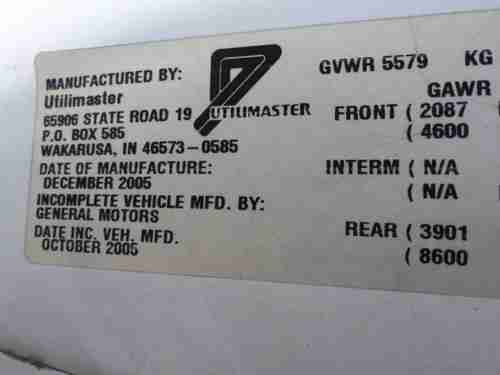 MANUFACTURED BY:
Utilimaster
65906 STATE ROAD 19
P.O. BOX 585
WAKARUSA, IN 46573-0585
DATE OF MANUFACTURE:
DECEMBER 2005
INCOMPLETE VEHICLE MFD. BY:
GENERAL MOTORS
DATE INC. VEH. MFD.
OCTOBER 2005
UTILIMASTER
GVWR 5579 KG
GAWR
FRONT ( 2087
( 4600
INTERM ( N/A
( N/A
REAR ( 3901
( 8600